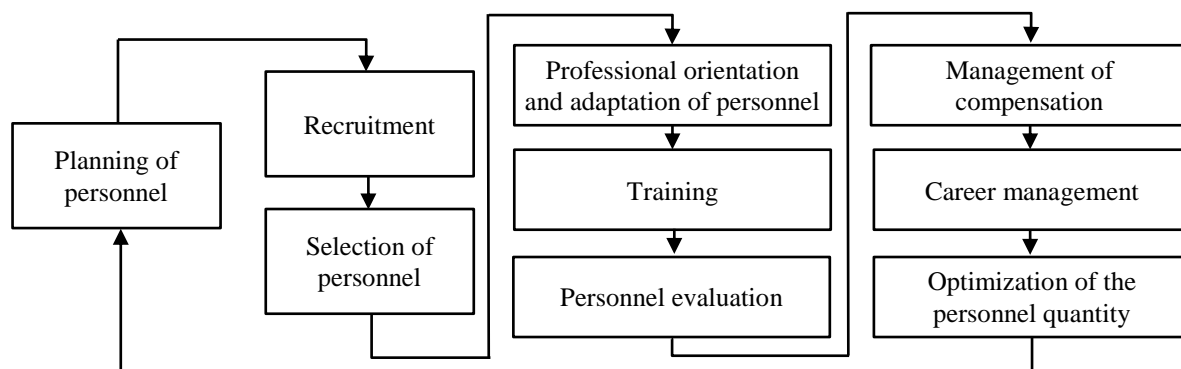 Planning of
personnel
Recruitment
Selection of
personnel
Professional orientation
and adaptation of personnel
Training
Personnel evaluation
Management of
compensation
Career management
Optimization of the
personnel quantity